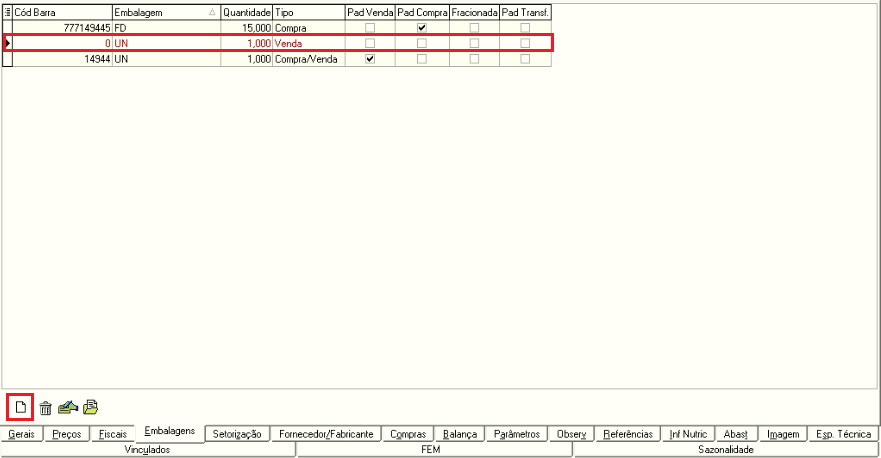 Cód Barra Embalagem Quantidade Tipo Pad Venda Pad Compra Fracionada Pad Transf.
777149445 FD 15,000 Compra
0 UN 1,000 Venda
14944 UN 1,000 Compra/Venda
Gerais Preços Fiscais Embalagens Setorização Fornecedor/Fabricante Compras Balança Parâmetros Observ Referências Inf Nutric Abast Imagem Esp. Técnica
Vinculados FEM Sazonalidade